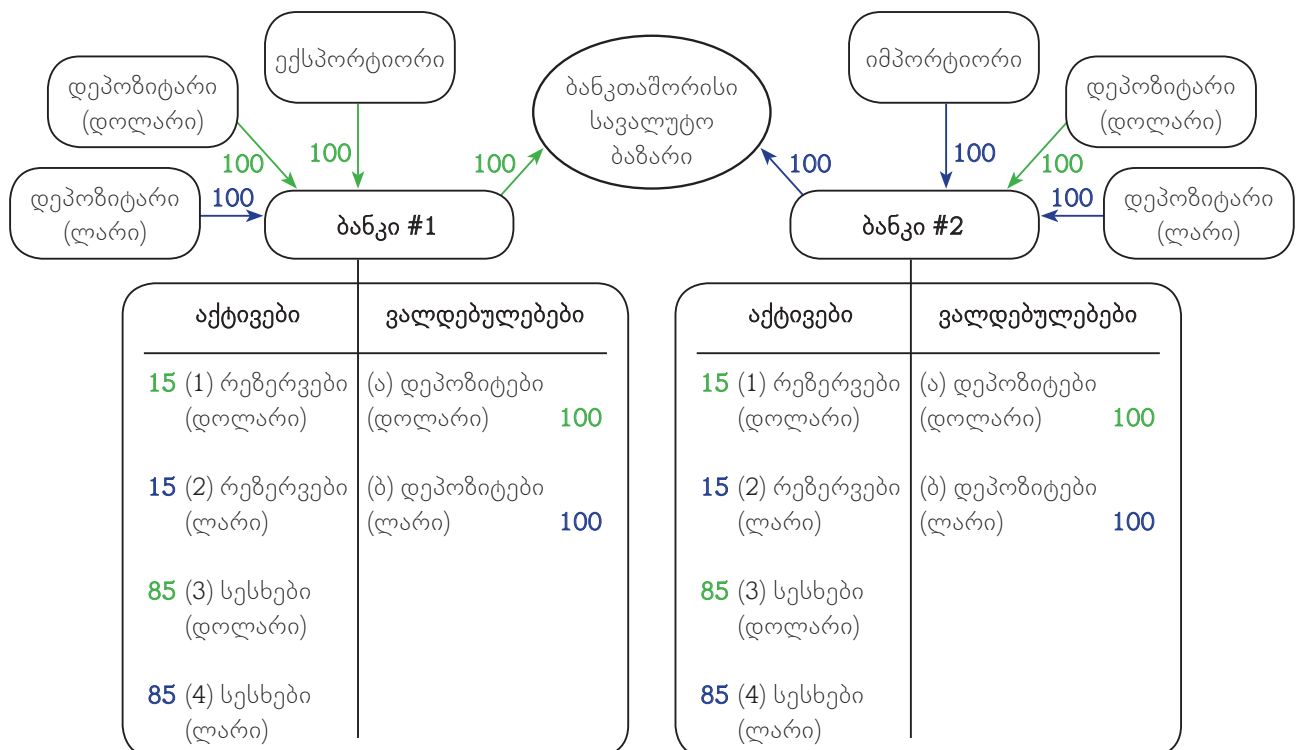 დეპოზიტარი
(დოლარი)
ექსპორტიორი
ბანკთაშორისი
სავალუტო
ბაზარი
იმპორტიორი
დეპოზიტარი
(დოლარი)
100
100
100
100
100
100
დეპოზიტარი
(ლარი)
100
ბანკი #1
ბანკი #2
100
დეპოზიტარი
(ლარი)
აქტივები
ვალდებულებები
15 (1) რეზერვები
(დოლარი)
(ა) დეპოზიტები
(დოლარი) 100
15 (2) რეზერვები
(ლარი)
(ბ) დეპოზიტები
(ლარი) 100
85 (3) სესხები
(დოლარი)
85 (4) სესხები
(ლარი)
აქტივები
ვალდებულებები
15 (1) რეზერვები
(დოლარი)
(ა) დეპოზიტები
(დოლარი) 100
15 (2) რეზერვები
(ლარი)
(ბ) დეპოზიტები
(ლარი) 100
85 (3) სესხები
(დოლარი)
85 (4) სესხები
(ლარი)